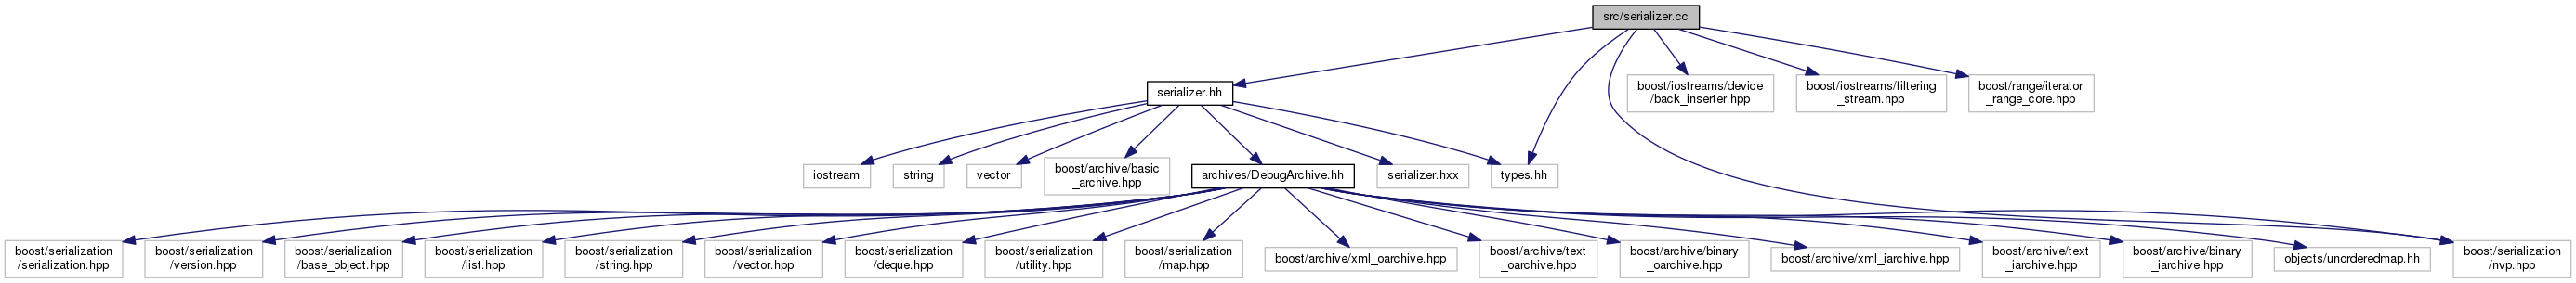 src/serializer.cc
serializer.hh
boost/iostreams/device
/back_inserter.hpp
boost/iostreams/filtering
_stream.hpp
boost/range/iterator
_range_core.hpp
iostream
string
vector
boost/archive/basic
_archive.hpp
archives/DebugArchive.hh
serializer.hxx
types.hh
boost/serialization
/serialization.hpp
boost/serialization
/version.hpp
boost/serialization
/base_object.hpp
boost/serialization
/list.hpp
boost/serialization
/string.hpp
boost/serialization
/vector.hpp
boost/serialization
/deque.hpp
boost/serialization
/utility.hpp
boost/serialization
/map.hpp
boost/archive/xml_oarchive.hpp
boost/archive/text
_oarchive.hpp
boost/archive/binary
_oarchive.hpp
boost/archive/xml_iarchive.hpp
boost/archive/text
_iarchive.hpp
boost/archive/binary
_iarchive.hpp
objects/unorderedmap.hh
boost/serialization
/nvp.hpp